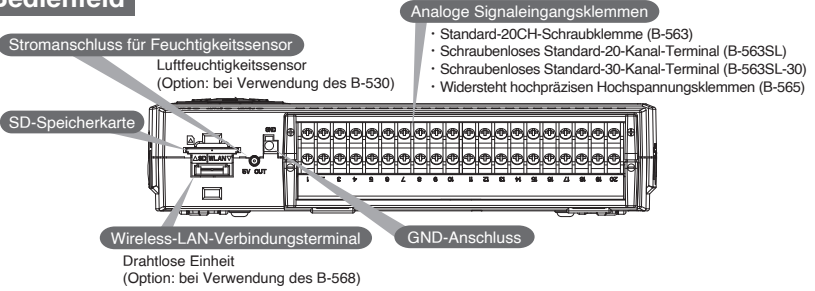 Bedienfeld
Analoge Signaleingangsklemmen
・Standard-20CH-Schraubklemme (B-563)
・Schraubenloses Standard-20-Kanal-Terminal (B-563SL)
・Schraubenloses Standard-30-Kanal-Terminal (B-563SL-30)
・Widersteht hochpräzisen Hochspannungsklemmen (B-565)
Stromanschluss für Feuchtigkeitssensor
Luftfeuchtigkeitssensor
(Option: bei Verwendung des B-530)
SD-Speicherkarte
GND
△SD WLAN▽
5V OUT
1 2 3 4 5 6 7 8 9 10 11 12 13 14 15 16 17 18 19 20
Wireless-LAN-Verbindungsterminal
GND-Anschluss
Drahtlose Einheit
(Option: bei Verwendung des B-568)